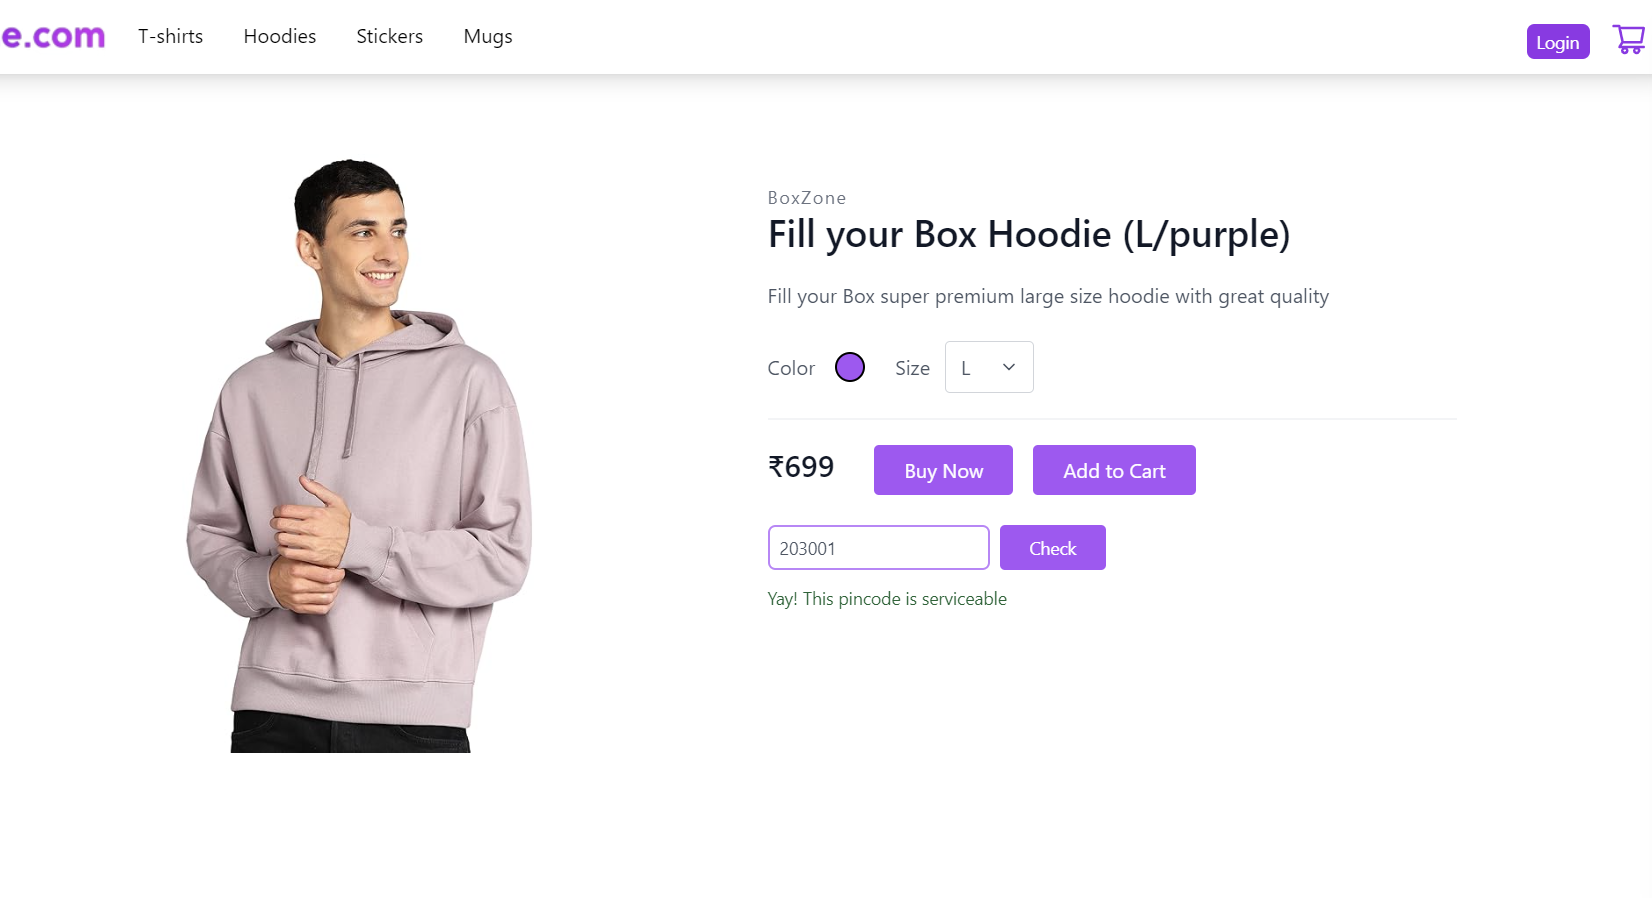 e.com T-shirts Hoodies Stickers Mugs Login
BoxZone
Fill your Box Hoodie (L/purple)
Fill your Box super premium large size hoodie with great quality
Color Size L
₹699 Buy Now Add to Cart
203001 Check
Yay! This pincode is serviceable